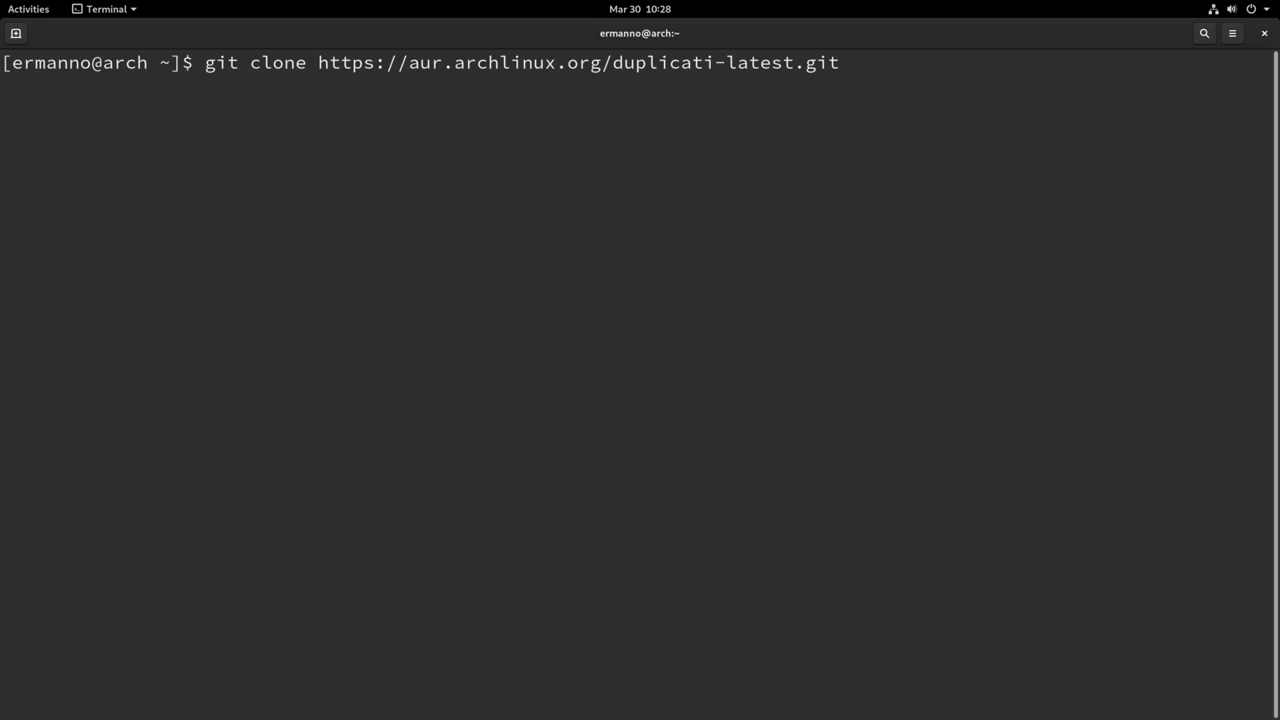 Activities Terminal Mar 30 10:28
ermanno@arch:~
[ermanno@arch ~]$ git clone https://aur.archlinux.org/duplicati-latest.git